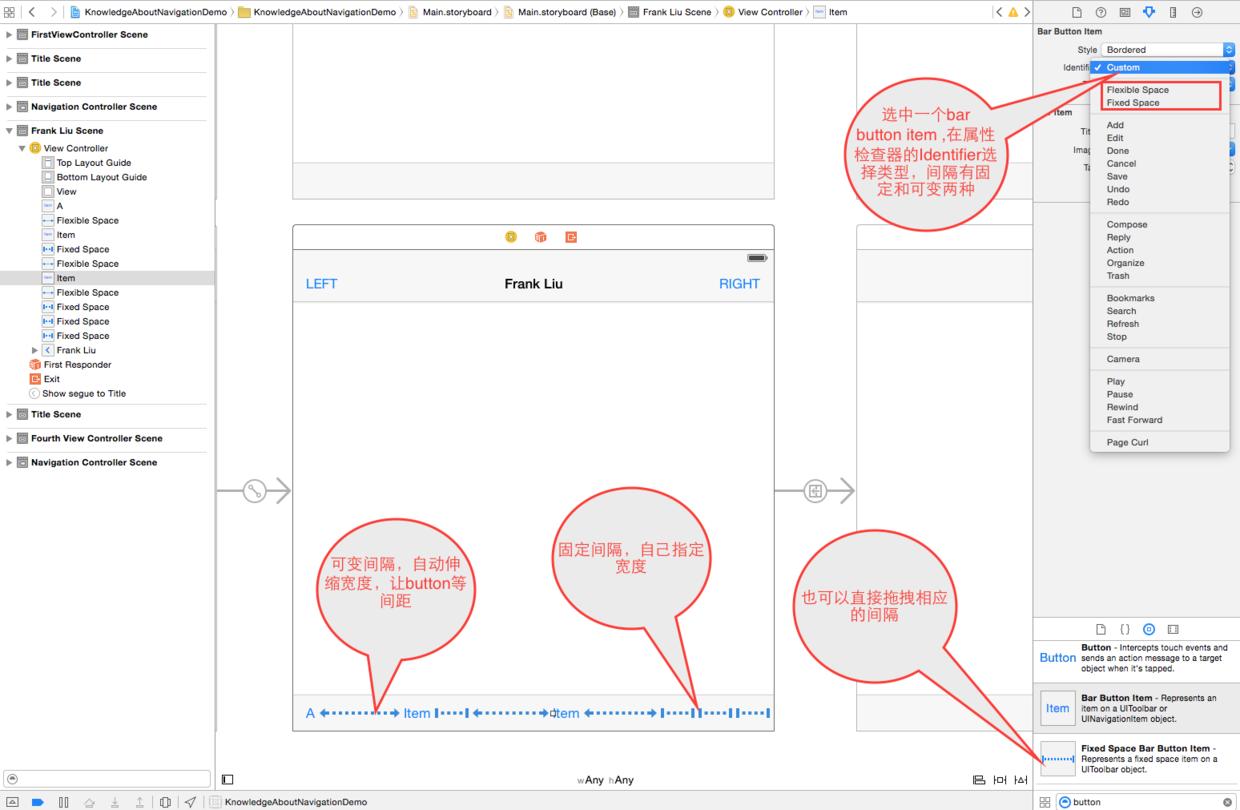 KnowledgeAboutNavigationDemo
KnowledgeAboutNavigationDemo
Main.storyboard
Main.storyboard (Base)
Frank Liu Scene
View Controller
Item
FirstViewController Scene
Title Scene
Title Scene
Navigation Controller Scene
Frank Liu Scene
View Controller
Top Layout Guide
Bottom Layout Guide
View
A
Flexible Space
Item
Fixed Space
Flexible Space
Item
Flexible Space
Fixed Space
Fixed Space
Fixed Space
Frank Liu
First Responder
Exit
Show segue to Title
Title Scene
Fourth View Controller Scene
Navigation Controller Scene
LEFT
Frank Liu
RIGHT
选中一个bar
button item ,在属性
检查器的Identifier选
择类型，间隔有固
定和可变两种
可变间隔，自动伸
缩宽度，让button等
间距
固定间隔，自己指定
宽度
也可以直接拖拽相应
的间隔
A
Item
Item
wAny hAny
KnowledgeAboutNavigationDemo
Bar Button Item
Style
Bordered
Identifi
Custom
Flexible Space
Fixed Space
Item
Tit
Imag
Ta
Add
Edit
Done
Cancel
Save
Undo
Redo
Compose
Reply
Action
Organize
Trash
Bookmarks
Search
Refresh
Stop
Camera
Play
Pause
Rewind
Fast Forward
Page Curl
Button
Button - Intercepts touch events and
sends an action message to a target
object when it's tapped.
Item
Bar Button Item - Represents an
item on a UIToolbar or
UINavigationItem object.
Fixed Space Bar Button Item -
Represents a fixed space item on a
UIToolbar object.
button